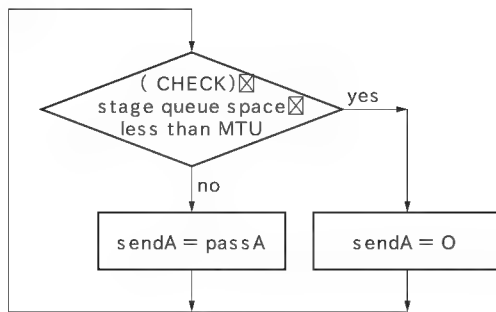 ( CHECK)
stage queue space
less than MTU
yes
no
sendA = passA
sendA = O